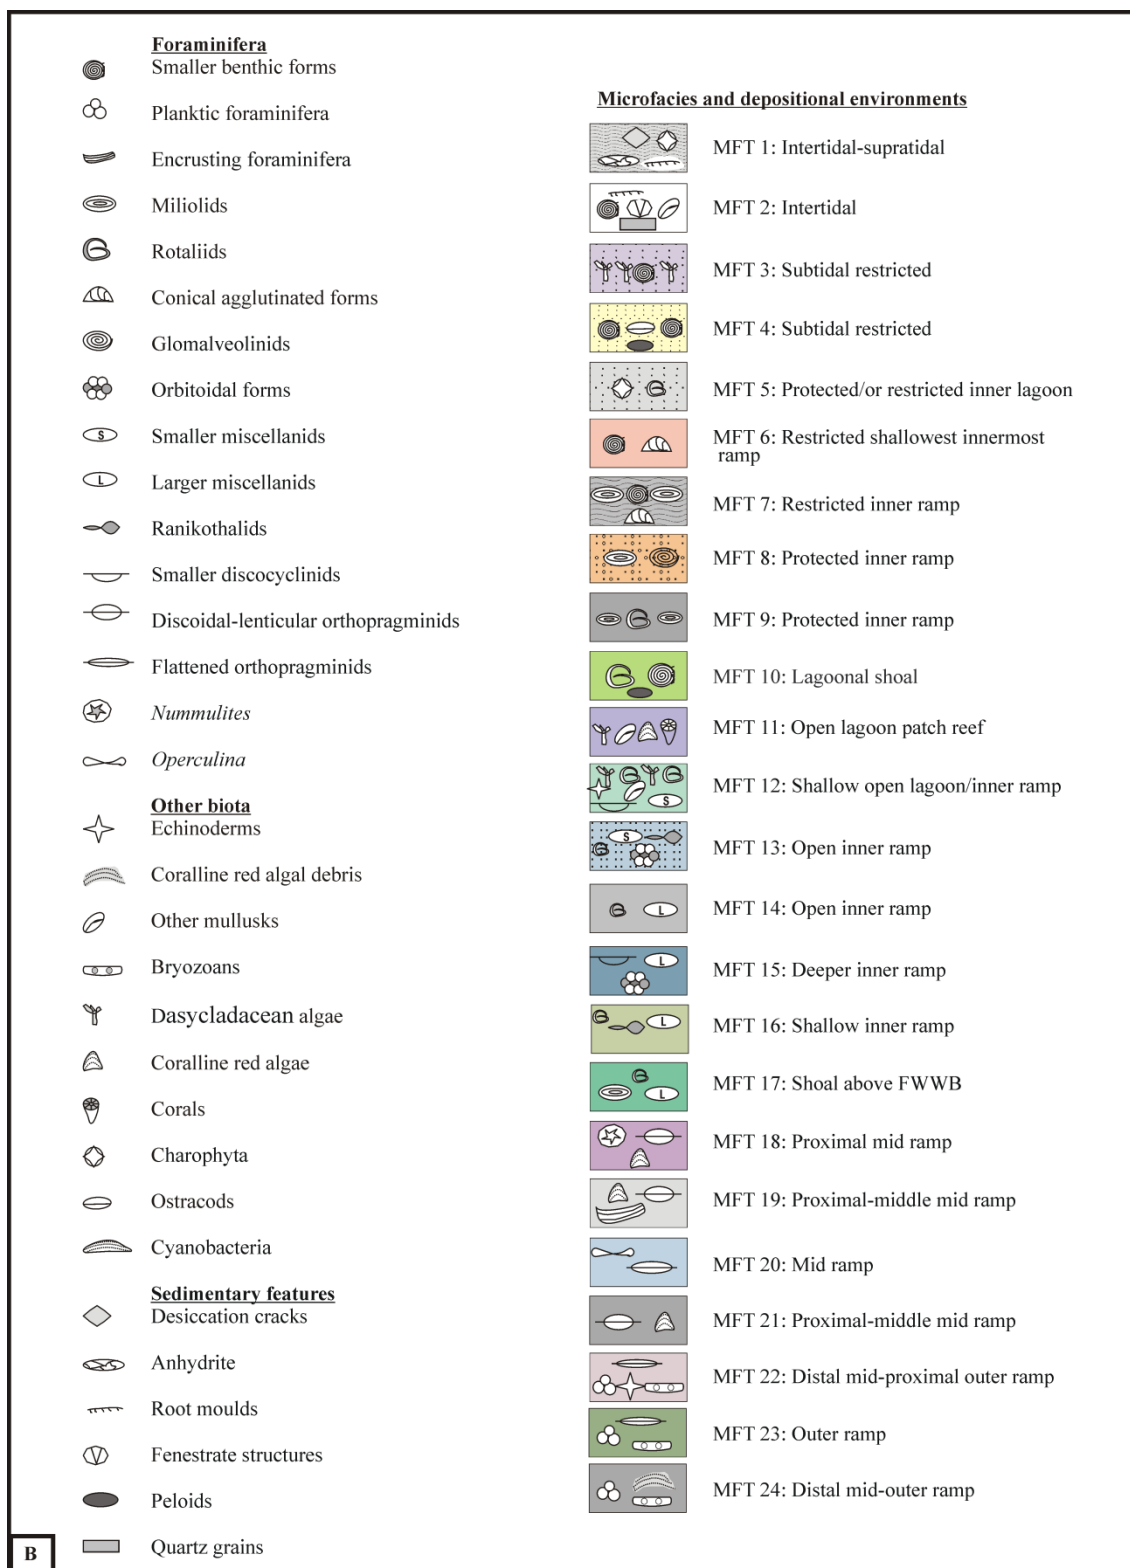 Foraminifera
Smaller benthic forms
Planktic foraminifera
Encrusting foraminifera
Miliolids
Rotaliids
Conical agglutinated forms
Glomalveolinids
Orbitoidal forms
S
Smaller miscellanids
L
Larger miscellanids
Ranikothalids
Smaller discocyclinids
Discoidal-lenticular orthopragminids
Flattened orthopragminids
Nummulites
Operculina
Other biota
Echinoderms
Coralline red algal debris
Other mullusks
Bryozoans
Dasycladacean algae
Coralline red algae
Corals
Charophyta
Ostracods
Cyanobacteria
Sedimentary features
Desiccation cracks
Anhydrite
Root moulds
Fenestrate structures
Peloids
Quartz grains
B
Microfacies and depositional environments
MFT 1: Intertidal-supratidal
MFT 2: Intertidal
MFT 3: Subtidal restricted
MFT 4: Subtidal restricted
MFT 5: Protected/or restricted inner lagoon
MFT 6: Restricted shallowest innermost
ramp
MFT 7: Restricted inner ramp
MFT 8: Protected inner ramp
MFT 9: Protected inner ramp
MFT 10: Lagoonal shoal
MFT 11: Open lagoon patch reef
S
MFT 12: Shallow open lagoon/inner ramp
S
MFT 13: Open inner ramp
L
MFT 14: Open inner ramp
L
MFT 15: Deeper inner ramp
L
MFT 16: Shallow inner ramp
L
MFT 17: Shoal above FWWB
MFT 18: Proximal mid ramp
MFT 19: Proximal-middle mid ramp
MFT 20: Mid ramp
MFT 21: Proximal-middle mid ramp
MFT 22: Distal mid-proximal outer ramp
MFT 23: Outer ramp
MFT 24: Distal mid-outer ramp